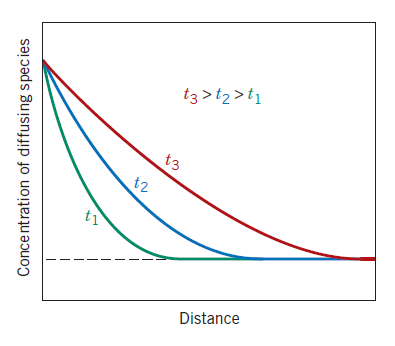 Concentration of diffusing species
t3 > t2 > t1
t3
t2
t1
Distance